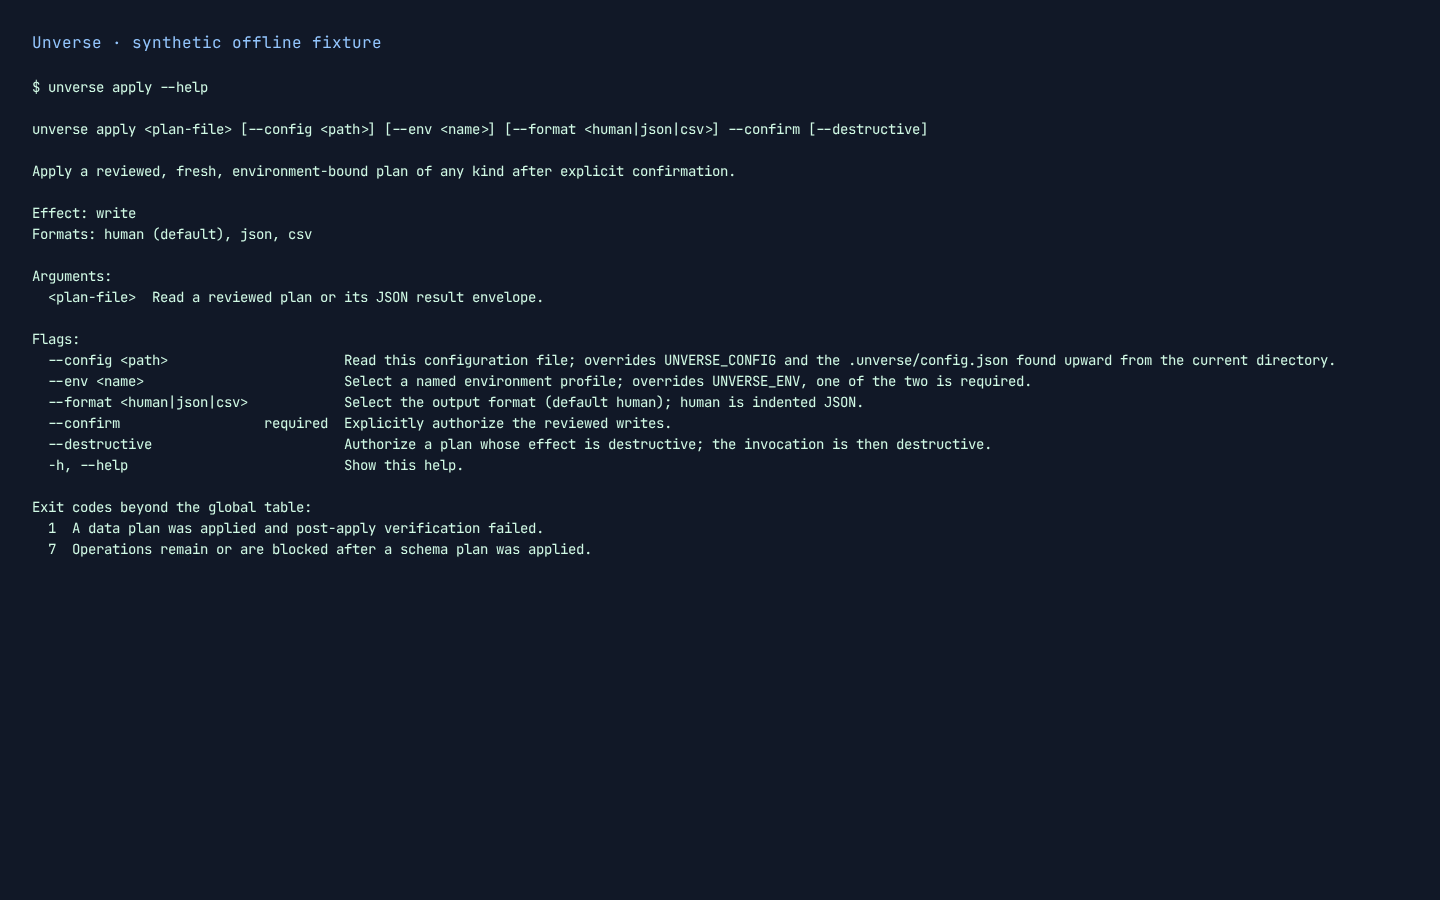 Unverse · synthetic offline fixture
$ unverse apply --help
unverse apply <plan-file> [--config <path>] [--env <name>] [--format <human|json|csv>] --confirm [--destructive]
Apply a reviewed, fresh, environment-bound plan of any kind after explicit confirmation.
Effect: write
Formats: human (default), json, csv
Arguments:
  <plan-file>  Read a reviewed plan or its JSON result envelope.
Flags:
  --config <path>                      Read this configuration file; overrides UNVERSE_CONFIG and the .unverse/config.json found upward from the current directory.
  --env <name>                         Select a named environment profile; overrides UNVERSE_ENV, one of the two is required.
  --format <human|json|csv>            Select the output format (default human); human is indented JSON.
  --confirm                  required  Explicitly authorize the reviewed writes.
  --destructive                        Authorize a plan whose effect is destructive; the invocation is then destructive.
  -h, --help                           Show this help.
Exit codes beyond the global table:
  1  A data plan was applied and post-apply verification failed.
  7  Operations remain or are blocked after a schema plan was applied.